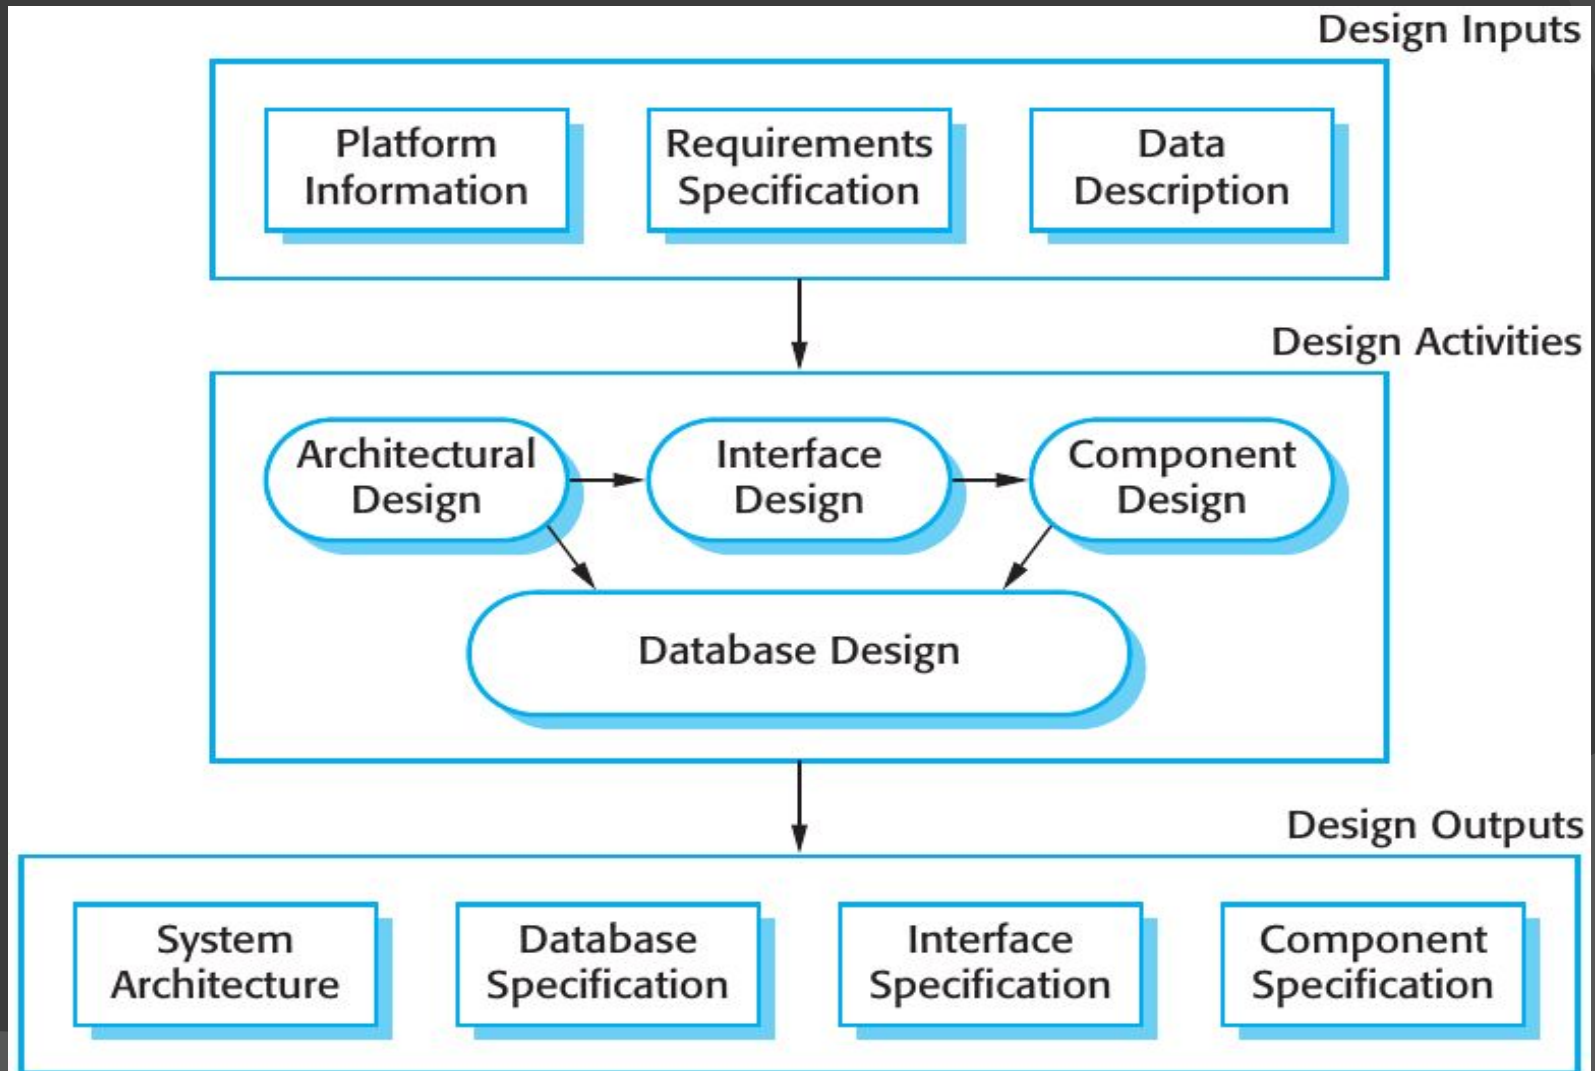 Design Inputs
Platform
Information
Requirements
Specification
Data
Description
Design Activities
Architectural
Design
Interface
Design
Component
Design
Database Design
Design Outputs
System
Architecture
Database
Specification
Interface
Specification
Component
Specification